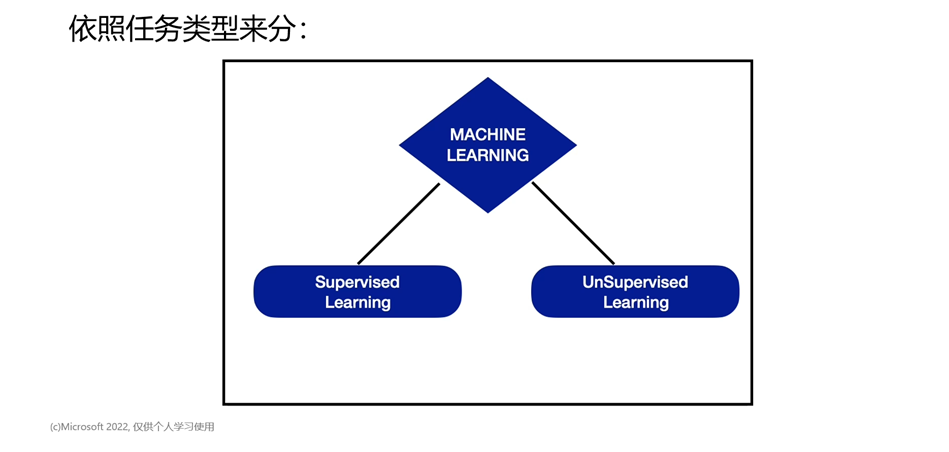 依照任务类型来分：
MACHINE
LEARNING
Supervised
Learning
UnSupervised
Learning
(c)Microsoft 2022, 仅供个人学习使用